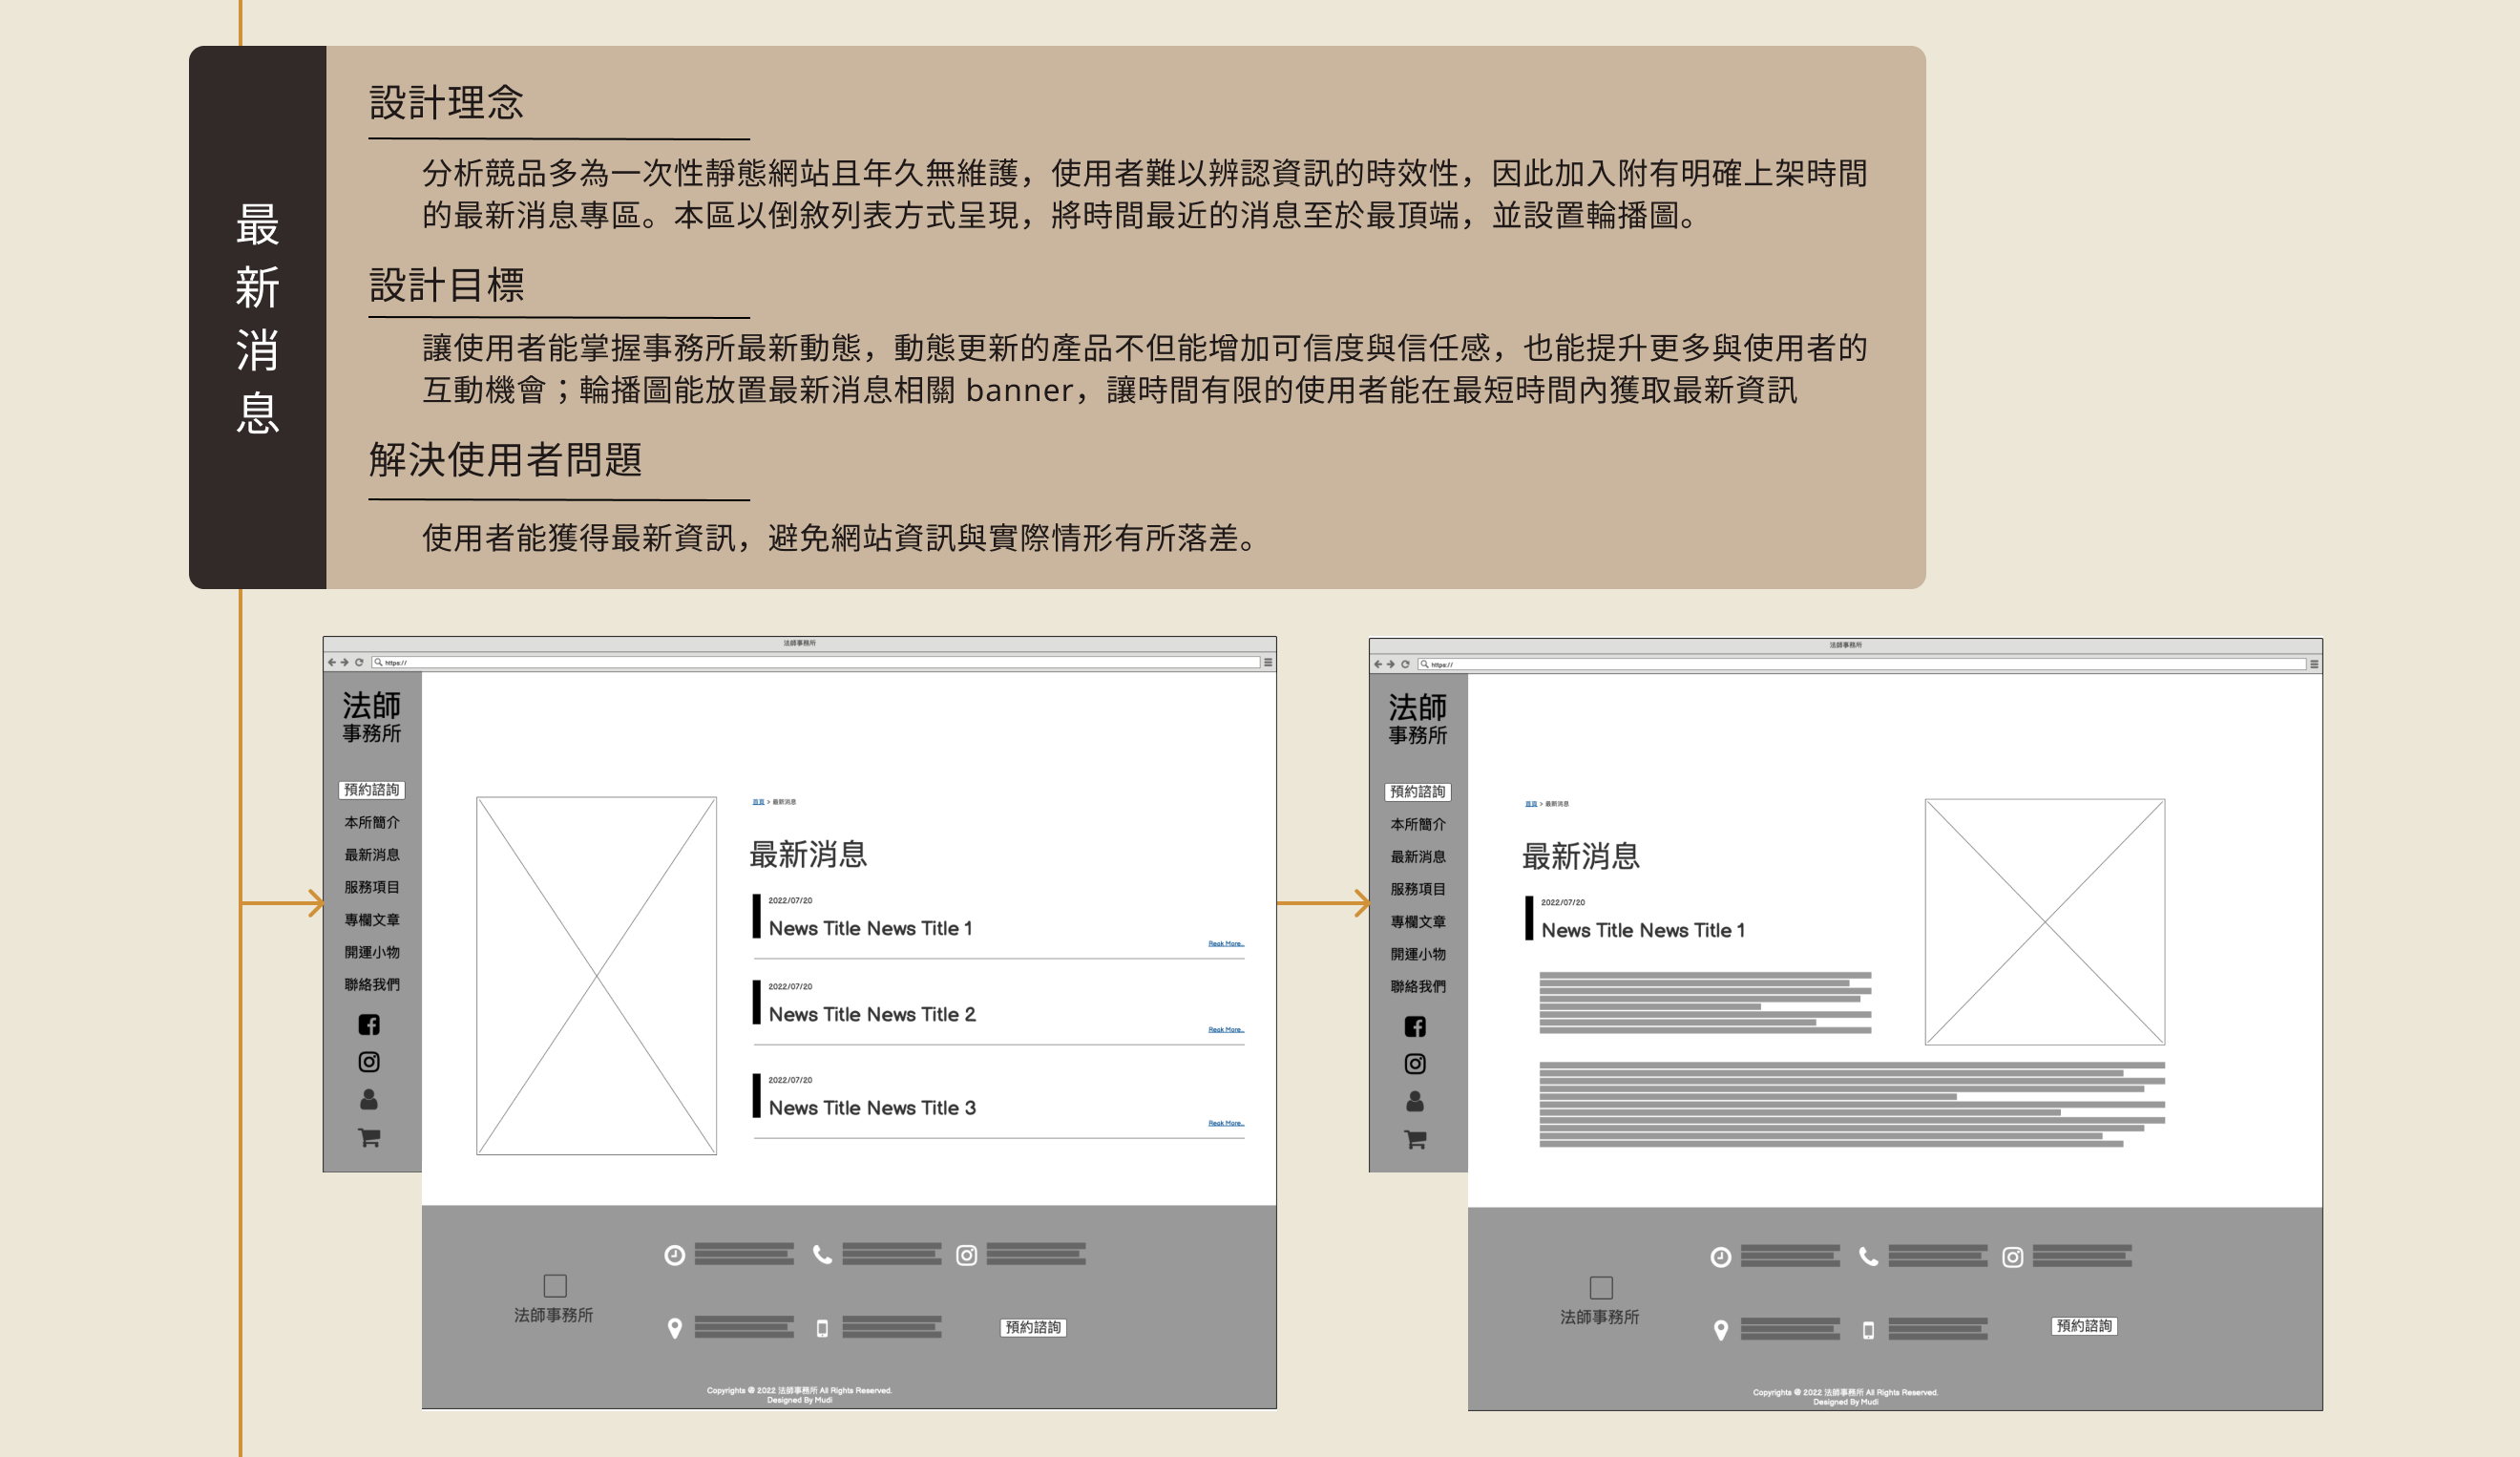 最新消息
設計理念
分析競品多為一次性靜態網站且年久無維護，使用者難以辨認資訊的時效性，因此加入附有明確上架時間
的最新消息專區。本區以倒敘列表方式呈現，將時間最近的消息至於最頂端，並設置輪播圖。
設計目標
讓使用者能掌握事務所最新動態，動態更新的產品不但能增加可信度與信任感，也能提升更多與使用者的
互動機會；輪播圖能放置最新消息相關 banner，讓時間有限的使用者能在最短時間內獲取最新資訊
解決使用者問題
使用者能獲得最新資訊，避免網站資訊與實際情形有所落差。
法師事務所
https://
法師
事務所
預約諮詢
本所簡介
最新消息
服務項目
專欄文章
開運小物
聯絡我們
首頁 > 最新消息
最新消息
2022/07/20
News Title News Title 1
Reak More...
2022/07/20
News Title News Title 2
Reak More...
2022/07/20
News Title News Title 3
Reak More...
法師事務所
預約諮詢
Copyrights @ 2022 法師事務所 All Rights Reserved.
Designed By Mudi
法師事務所
https://
法師
事務所
預約諮詢
本所簡介
最新消息
服務項目
專欄文章
開運小物
聯絡我們
首頁 > 最新消息
最新消息
2022/07/20
News Title News Title 1
法師事務所
預約諮詢
Copyrights @ 2022 法師事務所 All Rights Reserved.
Designed By Mudi